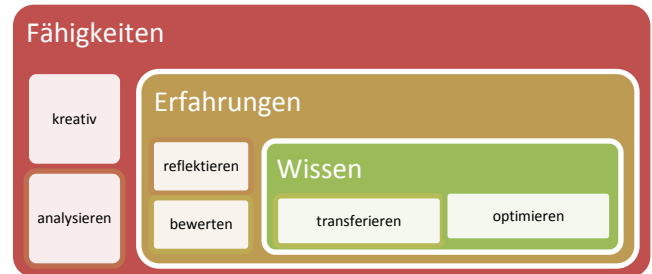 Fähigkeiten
kreativ
analysieren
Erfahrungen
reflektieren
bewerten
Wissen
transferieren
optimieren